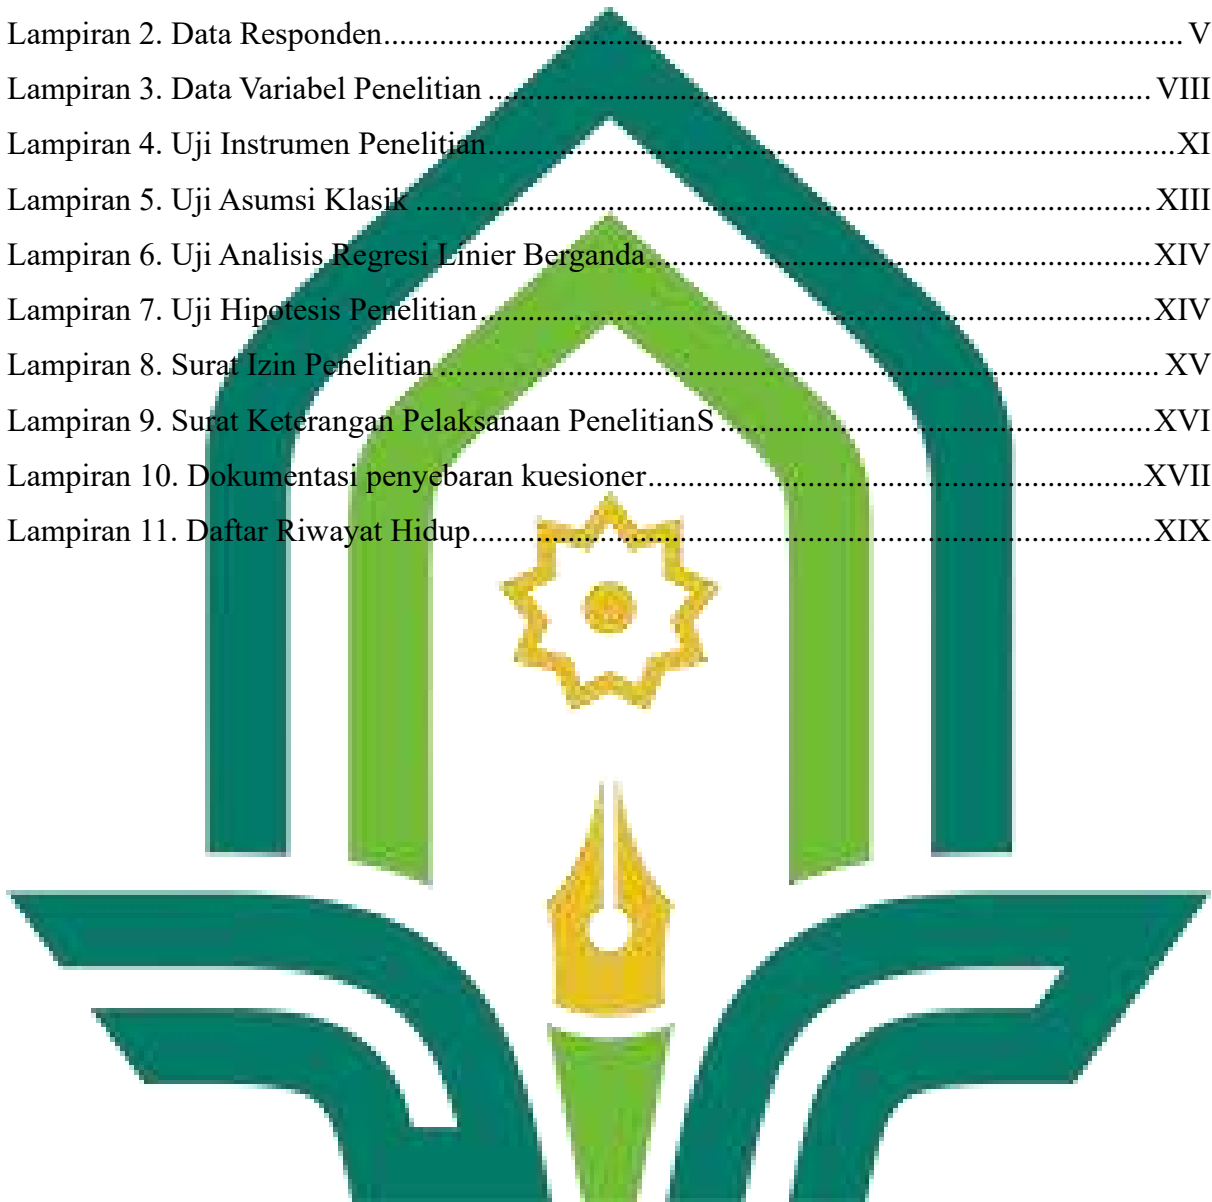 Lampiran 2. Data Responden.................................................................................................... V
Lampiran 3. Data Variabel Penelitian ................................................................................... VIII
Lampiran 4. Uji Instrumen Penelitian......................................................................................XI
Lampiran 5. Uji Asumsi Klasik ............................................................................................ XIII
Lampiran 6. Uji Analisis Regresi Linier Berganda...............................................................XIV
Lampiran 7. Uji Hipotesis Penelitian....................................................................................XIV
Lampiran 8. Surat Izin Penelitian .......................................................................................... XV
Lampiran 9. Surat Keterangan Pelaksanaan PenelitianS ......................................................XVI
Lampiran 10. Dokumentasi penyebaran kuesioner..............................................................XVII
Lampiran 11. Daftar Riwayat Hidup.....................................................................................XIX